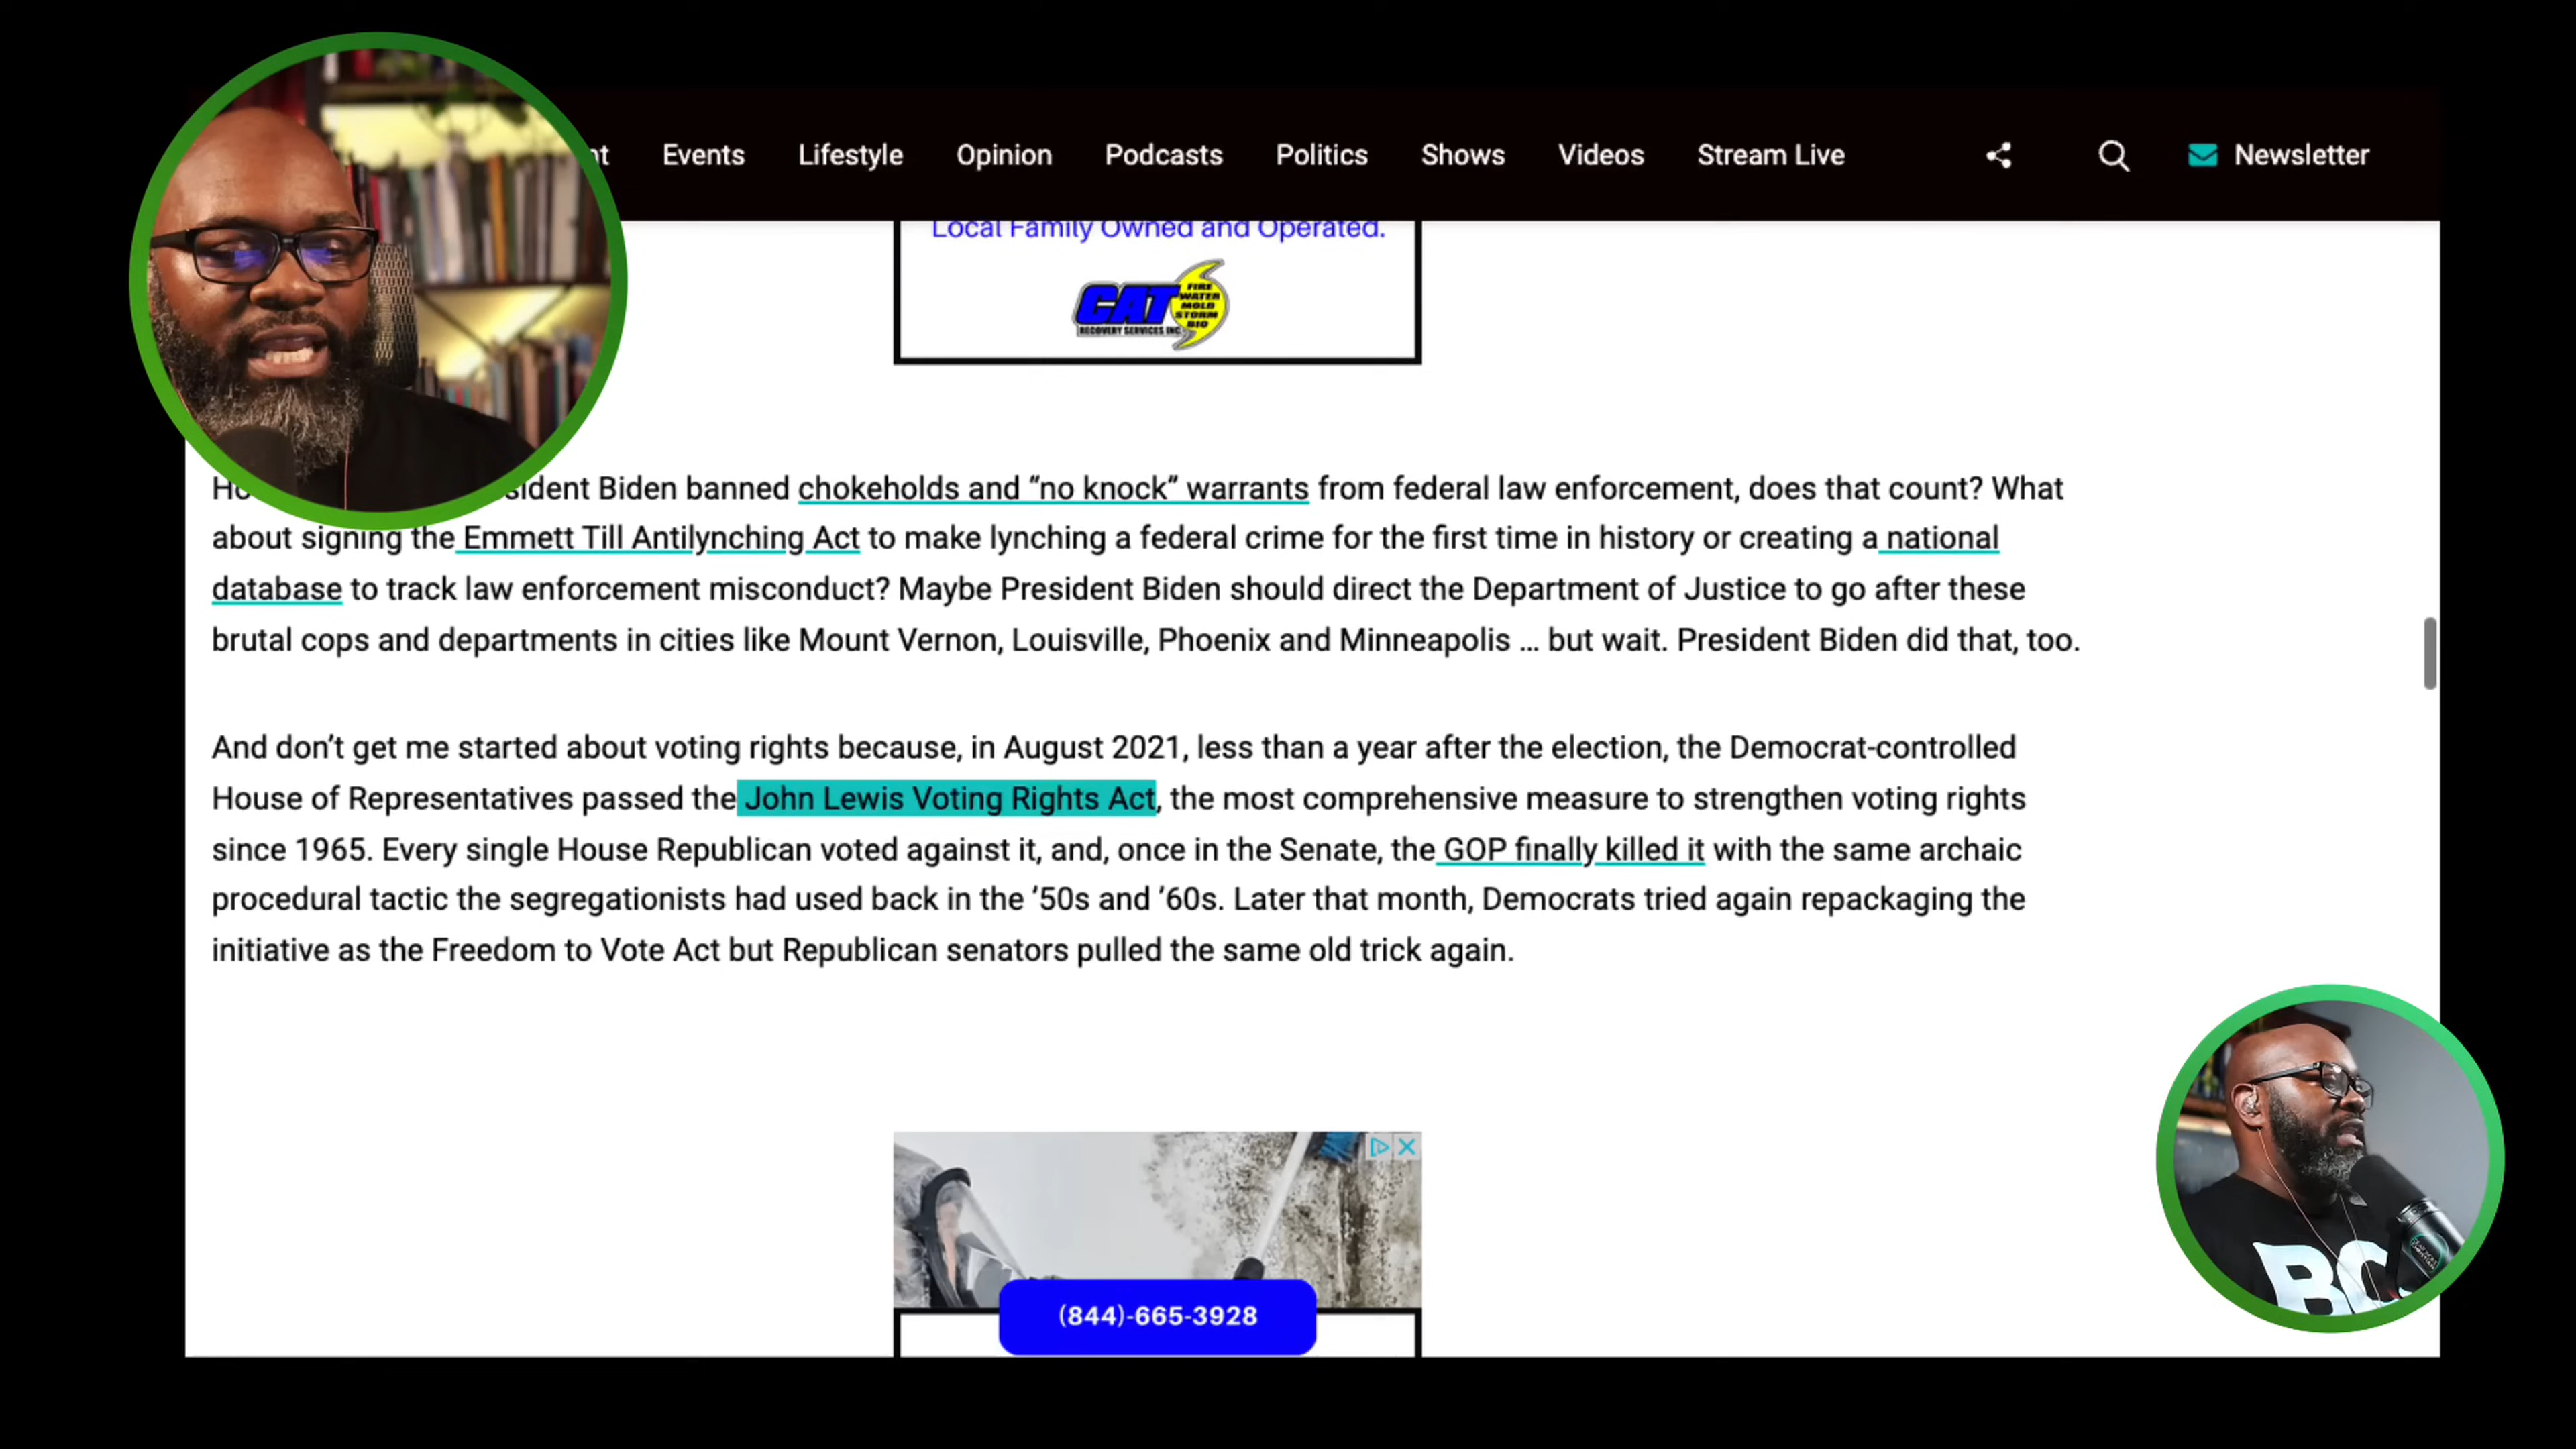 nt Events Lifestyle Opinion Podcasts Politics Shows Videos Stream Live Newsletter
Local Family Owned and Operated.
CAT
RECOVERY SERVICES INC
FIRE
WATER
MOLD
STORM
BIO
Ho sident Biden banned chokeholds and “no knock” warrants from federal law enforcement, does that count? What
about signing the Emmett Till Antilynching Act to make lynching a federal crime for the first time in history or creating a national
database to track law enforcement misconduct? Maybe President Biden should direct the Department of Justice to go after these
brutal cops and departments in cities like Mount Vernon, Louisville, Phoenix and Minneapolis … but wait. President Biden did that, too.
And don’t get me started about voting rights because, in August 2021, less than a year after the election, the Democrat-controlled
House of Representatives passed the John Lewis Voting Rights Act, the most comprehensive measure to strengthen voting rights
since 1965. Every single House Republican voted against it, and, once in the Senate, the GOP finally killed it with the same archaic
procedural tactic the segregationists had used back in the ’50s and ’60s. Later that month, Democrats tried again repackaging the
initiative as the Freedom to Vote Act but Republican senators pulled the same old trick again.
BC
(844)-665-3928